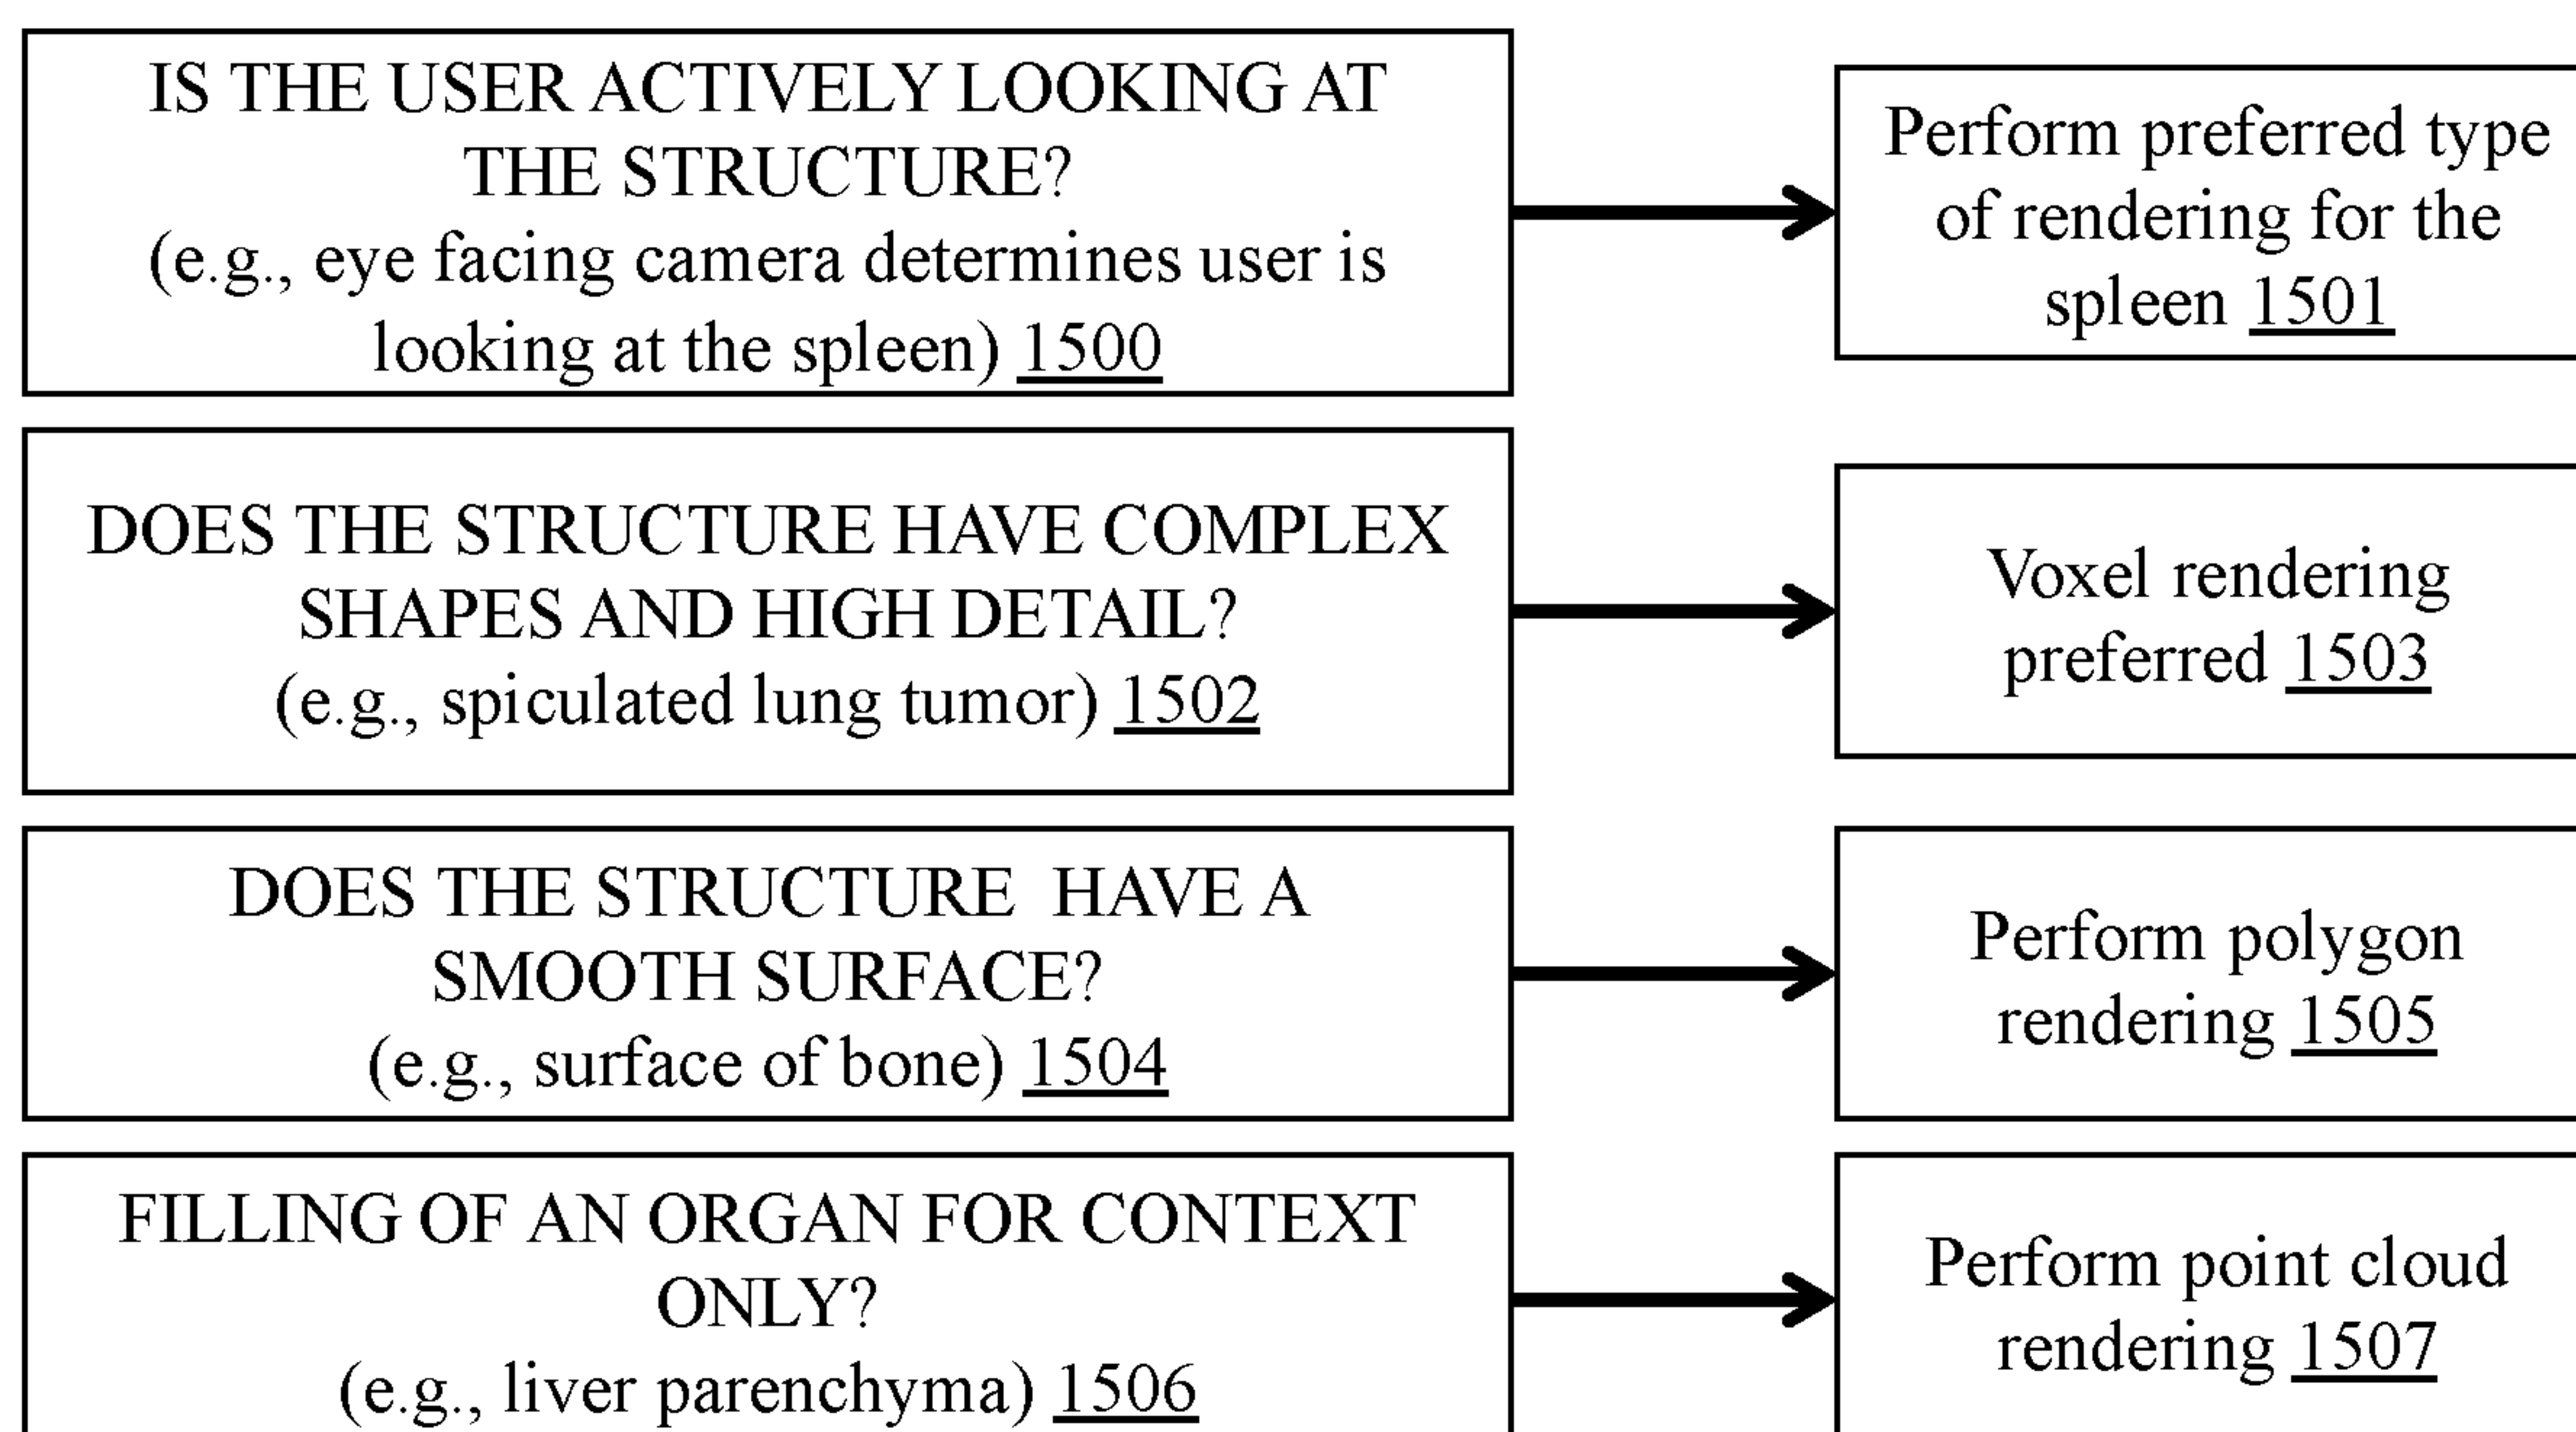 IS THE USER ACTIVELY LOOKING AT
THE STRUCTURE?
(e.g., eye facing camera determines user is
looking at the spleen) 1500
Perform preferred type
of rendering for the
spleen 1501
DOES THE STRUCTURE HAVE COMPLEX
SHAPES AND HIGH DETAIL?
(e.g., spiculated lung tumor) 1502
Voxel rendering
preferred 1503
DOES THE STRUCTURE HAVE A
SMOOTH SURFACE?
(e.g., surface of bone) 1504
Perform polygon
rendering 1505
FILLING OF AN ORGAN FOR CONTEXT
ONLY?
(e.g., liver parenchyma) 1506
Perform point cloud
rendering 1507